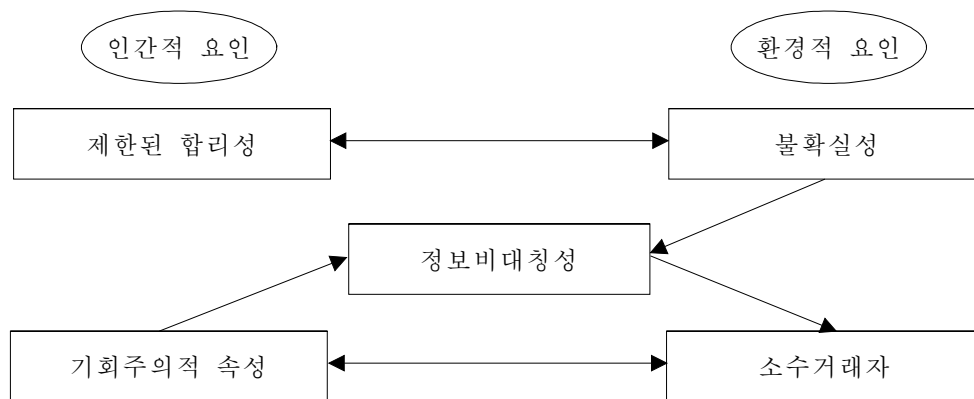 인간적 요인
환경적 요인
제한된 합리성
불확실성
정보비대칭성
기회주의적 속성
소수거래자